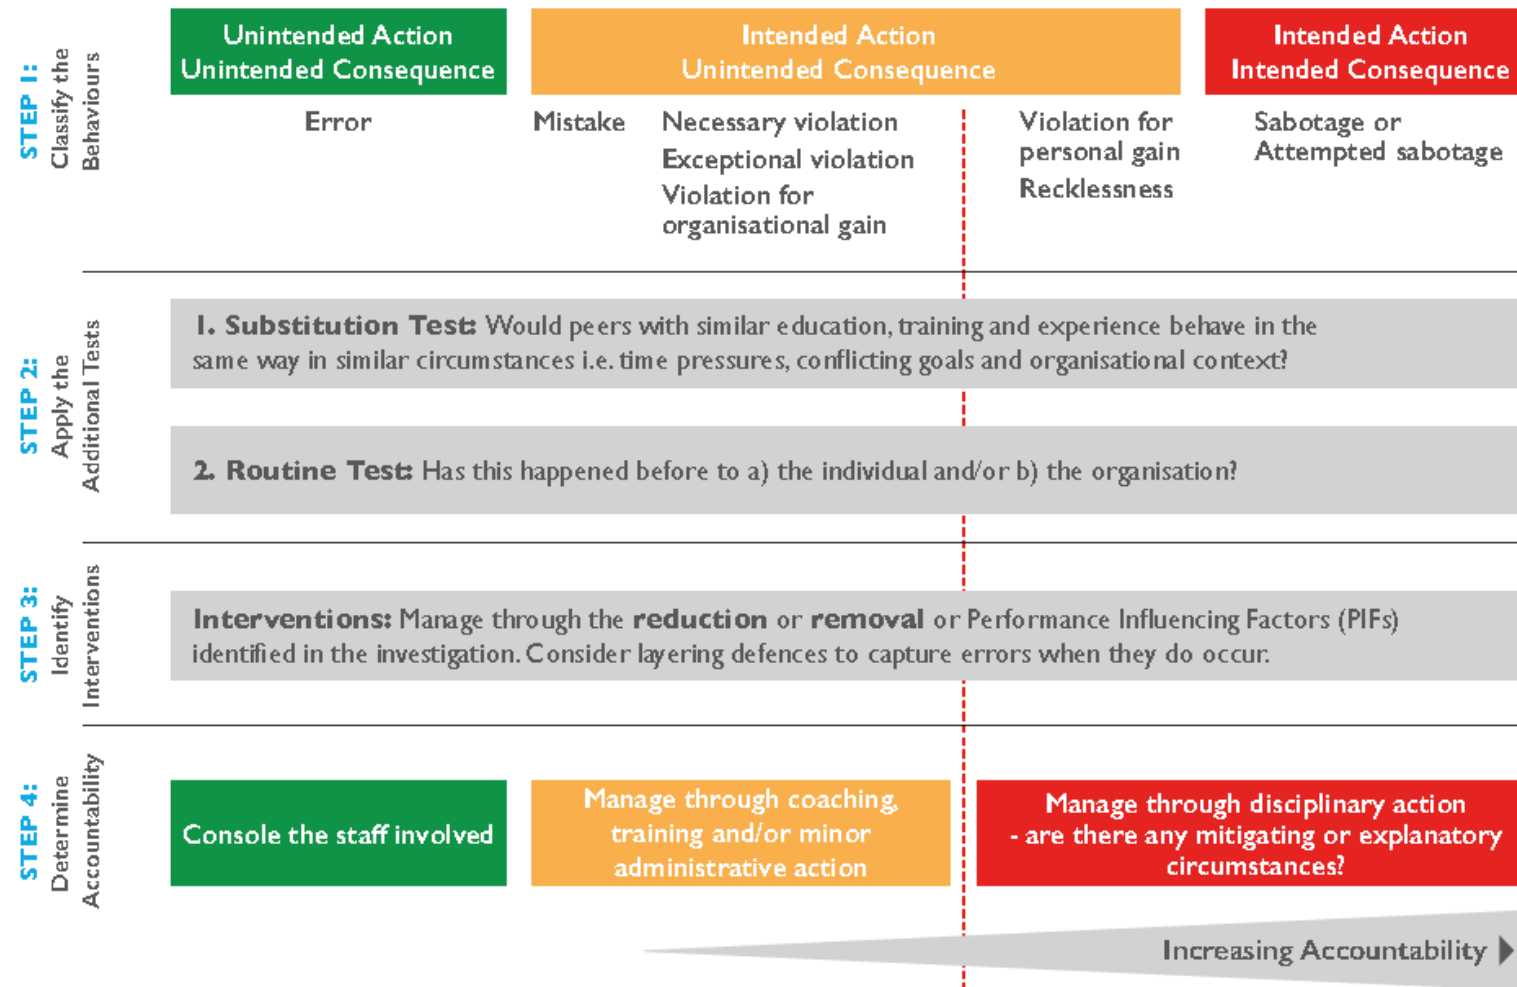 STEP 1:
Classify the
Behaviours
Unintended Action
Unintended Consequence
Intended Action
Unintended Consequence
Intended Action
Intended Consequence
Error
Mistake
Necessary violation
Exceptional violation
Violation for
organisational gain
Violation for
personal gain
Recklessness
Sabotage or
Attempted sabotage
STEP 2:
Apply the
Additional Tests
1. Substitution Test: Would peers with similar education, training and experience behave in the
same way in similar circumstances i.e. time pressures, conflicting goals and organisational context?
2. Routine Test: Has this happened before to a) the individual and/or b) the organisation?
STEP 3:
Identify
Interventions
Interventions: Manage through the reduction or removal or Performance Influencing Factors (PIFs)
identified in the investigation. Consider layering defences to capture errors when they do occur.
STEP 4:
Determine
Accountability
Console the staff involved
Manage through coaching,
training and/or minor
administrative action
Manage through disciplinary action
- are there any mitigating or explanatory
circumstances?
Increasing Accountability